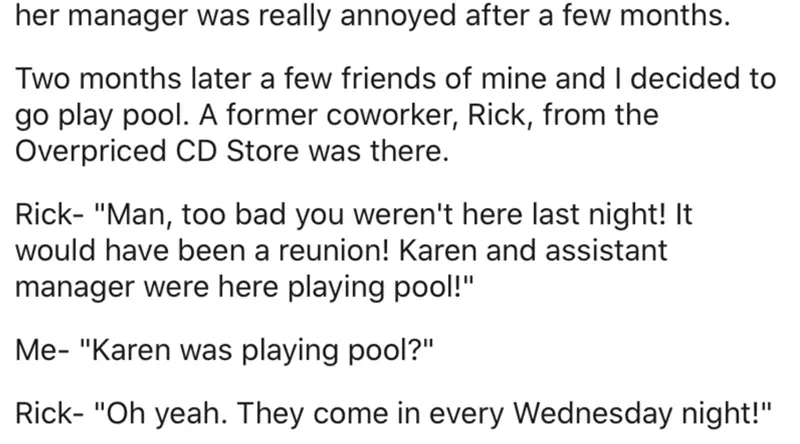 her manager was really annoyed after a few months.
Two months later a few friends of mine and I decided to
go play pool. A former coworker, Rick, from the
Overpriced CD Store was there.
Rick- "Man, too bad you weren't here last night! It
would have been a reunion! Karen and assistant
manager were here playing pool!"
Me- "Karen was playing pool?"
Rick- "Oh yeah. They come in every Wednesday night!"